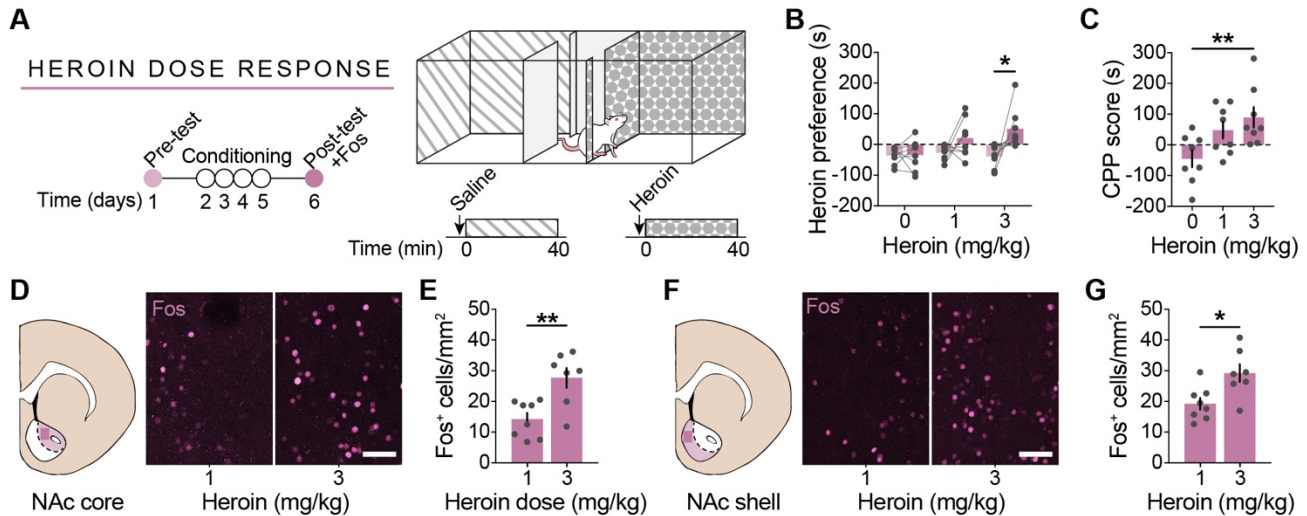 A
HEROIN DOSE RESPONSE
Pre-test
Conditioning
Post-test
+Fos
Time (days) 1 2 3 4 5 6
Saline
Heroin
Time (min) 0 40 0 40
B
Heroin preference (s)
300
200
100
0
-100
-200
*
0 1 3
Heroin (mg/kg)
C
CPP score (s)
300
200
100
0
-100
-200
**
0 1 3
Heroin (mg/kg)
D
NAc core
Fos
1 3
Heroin (mg/kg)
E
Fos⁺ cells/mm²
50
40
30
20
10
0
**
1 3
Heroin dose (mg/kg)
F
NAc shell
Fos
1 3
Heroin (mg/kg)
G
Fos⁺ cells/mm²
50
40
30
20
10
0
*
1 3
Heroin (mg/kg)